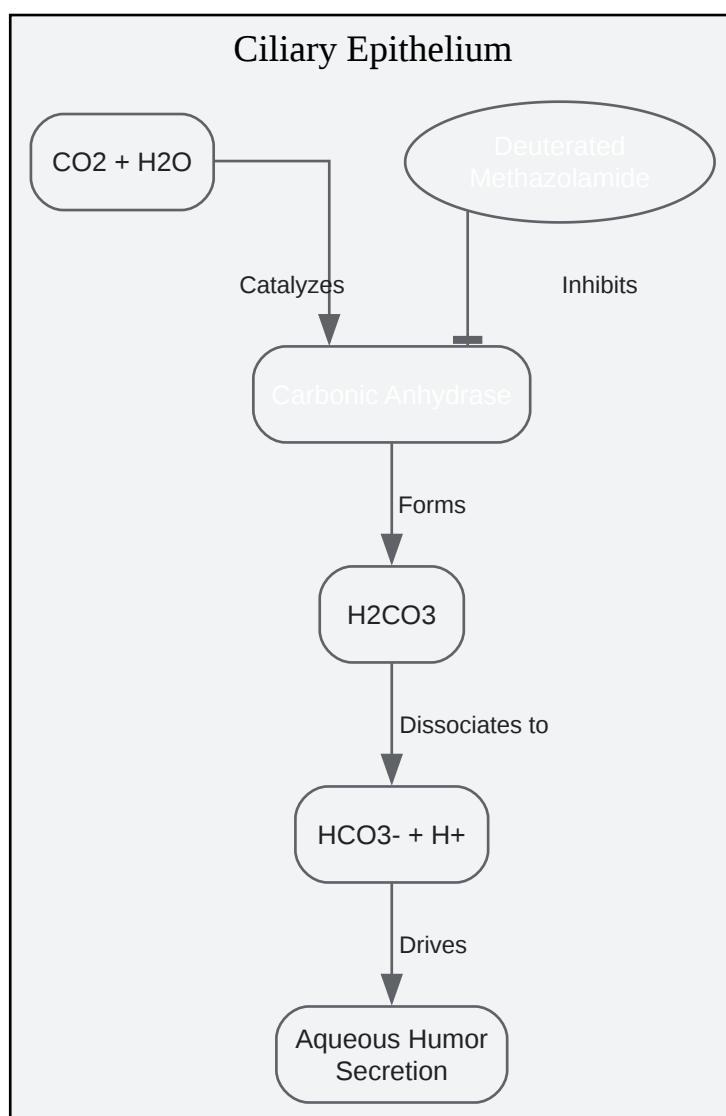 Ciliary Epithelium
CO2 + H2O
Deuterated
Methazolamide
Catalyzes
Inhibits
Carbonic Anhydrase
Forms
H2CO3
Dissociates to
HCO3- + H+
Drives
Aqueous Humor
Secretion